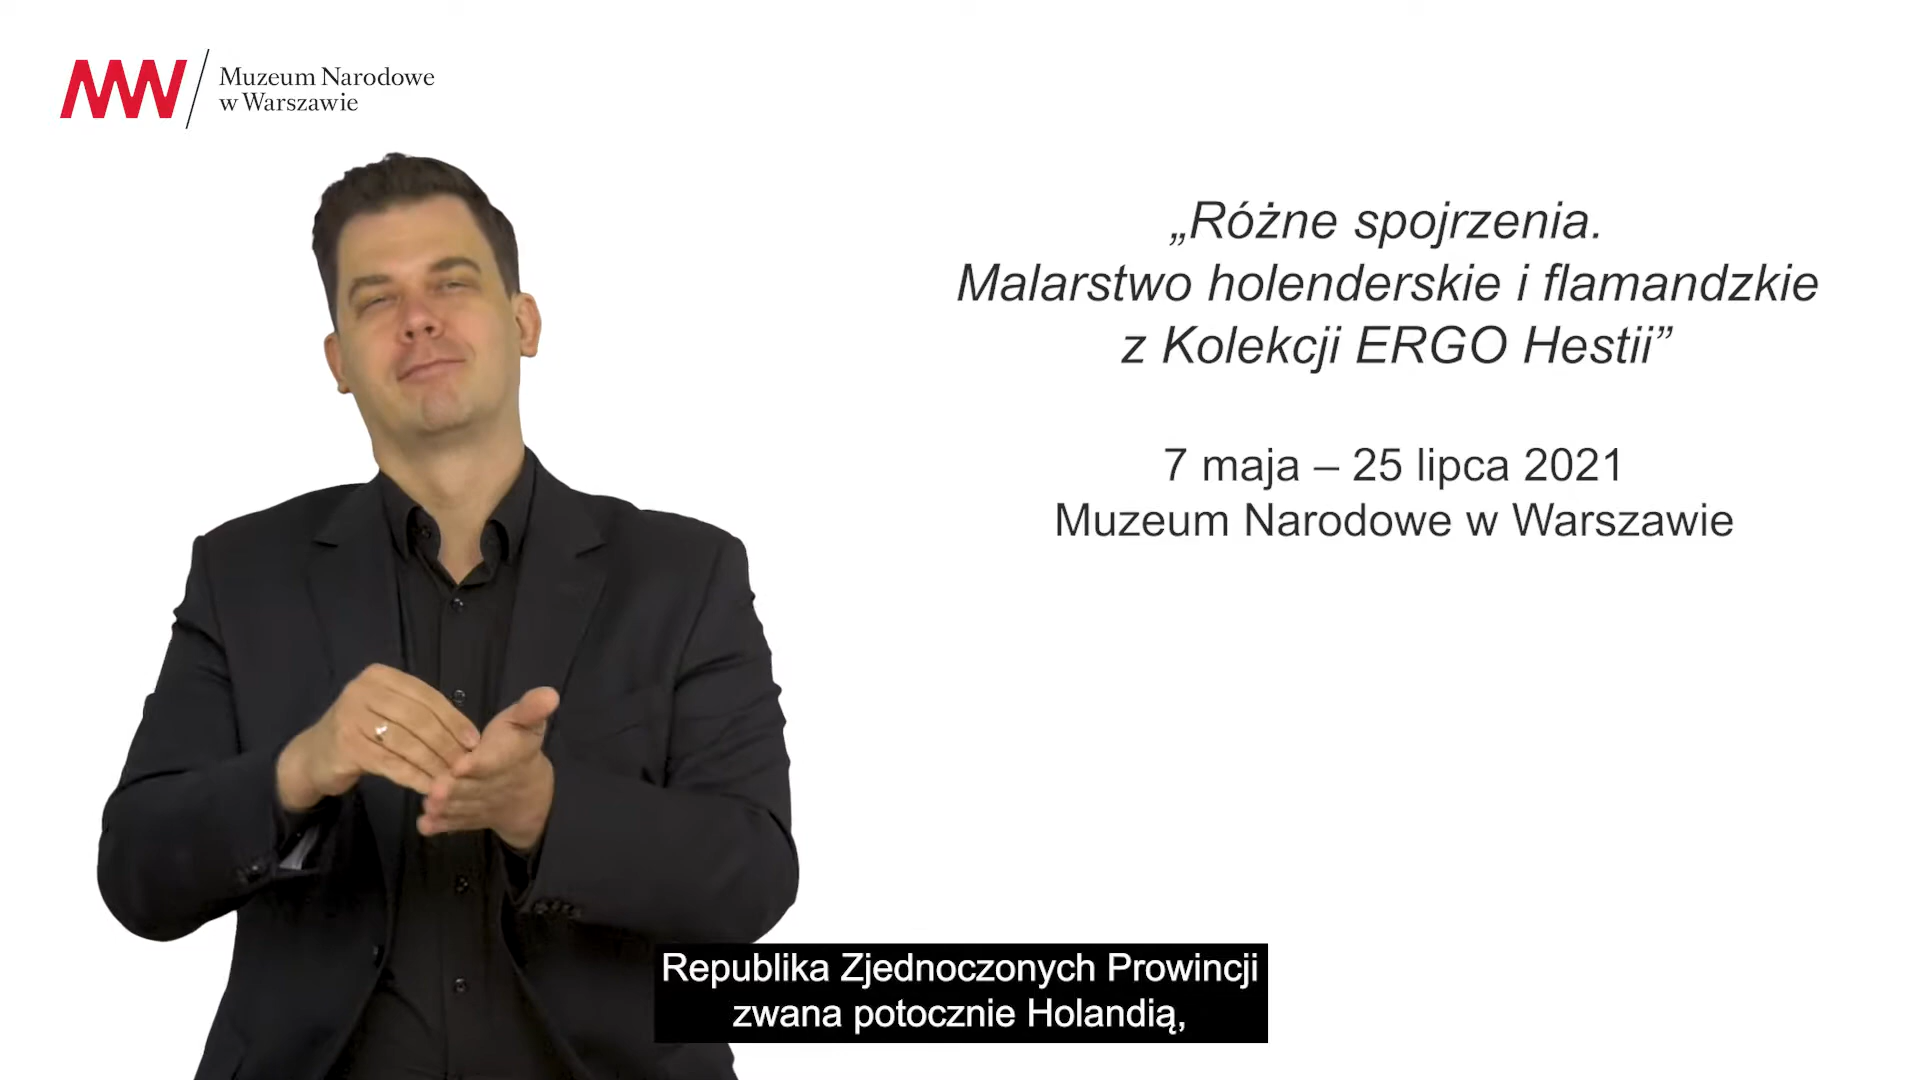 Muzeum Narodowe
w Warszawie
„Różne spojrzenia.
Malarstwo holenderskie i flamandzkie
z Kolekcji ERGO Hestii”
7 maja – 25 lipca 2021
Muzeum Narodowe w Warszawie
Republika Zjednoczonych Prowincji
zwana potocznie Holandią,